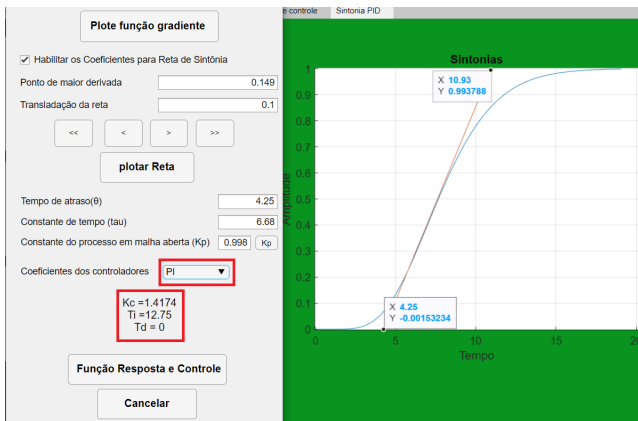 e controle Sintonia PID
Plote função gradiente
Habilitar os Coeficientes para Reta de Sintônia
Ponto de maior derivada 0.149
Transladação da reta 0.1
<< < > >>
plotar Reta
Tempo de atraso(θ) 4.25
Constante de tempo (tau) 6.68
Constante do processo em malha aberta (Kp) 0.998 Kp
Coeficientes dos controladores PI
Kc =1.4174
Ti =12.75
Td = 0
Função Resposta e Controle
Cancelar
Sintonias
X 10.93
Y 0.993788
X 4.25
Y -0.00153234
1
0.9
0.8
0.7
0.6
0.5
0.4
0.3
0.2
0.1
0
Amplitude
0 5 10 15 20
Tempo